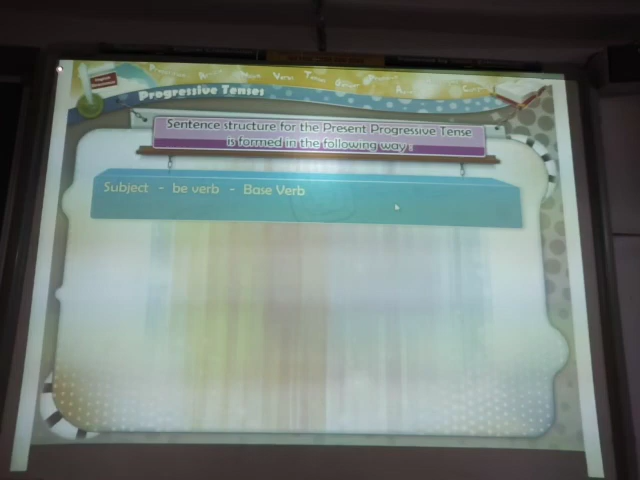 Progressive Tenses
Sentence structure for the Present Progressive Tense
is formed in the following way :
Subject - be verb - Base Verb